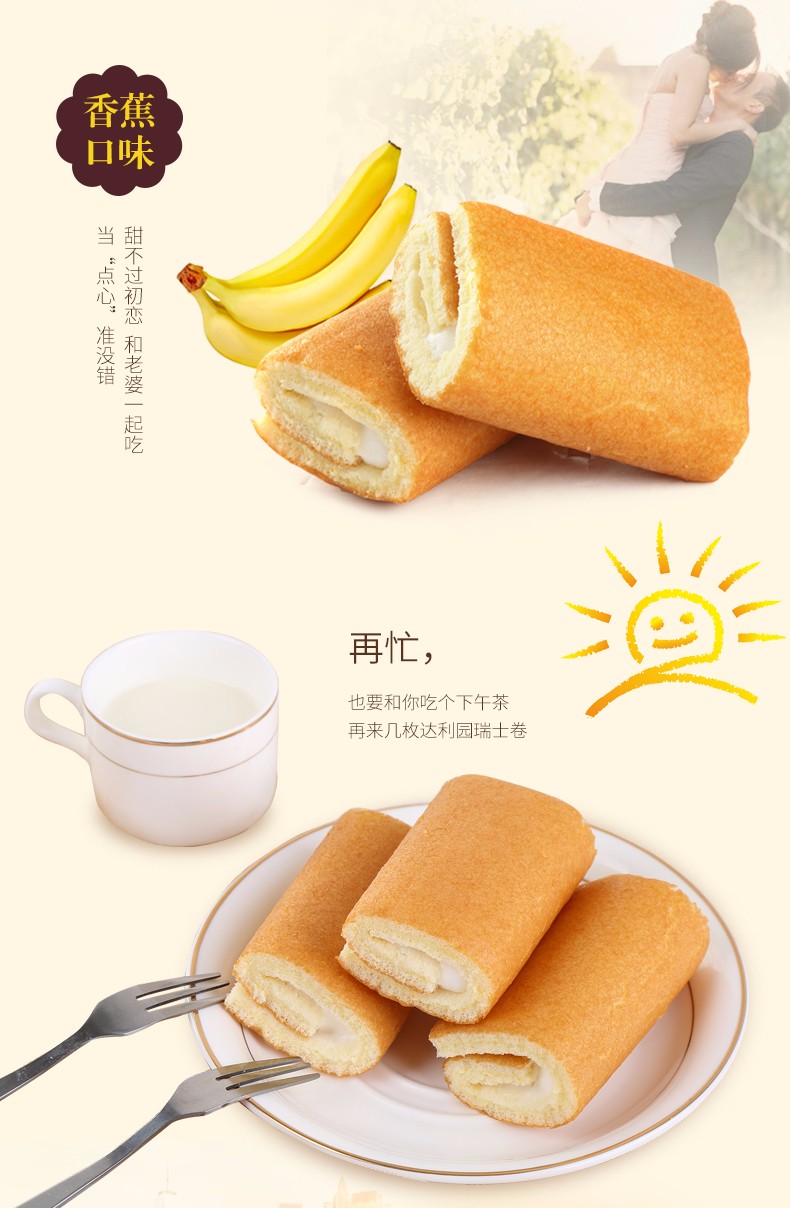 香蕉
口味
甜不过初恋 和老婆一起吃
当“点心”准没错
再忙，
也要和你吃个下午茶
再来几枚达利园瑞士卷